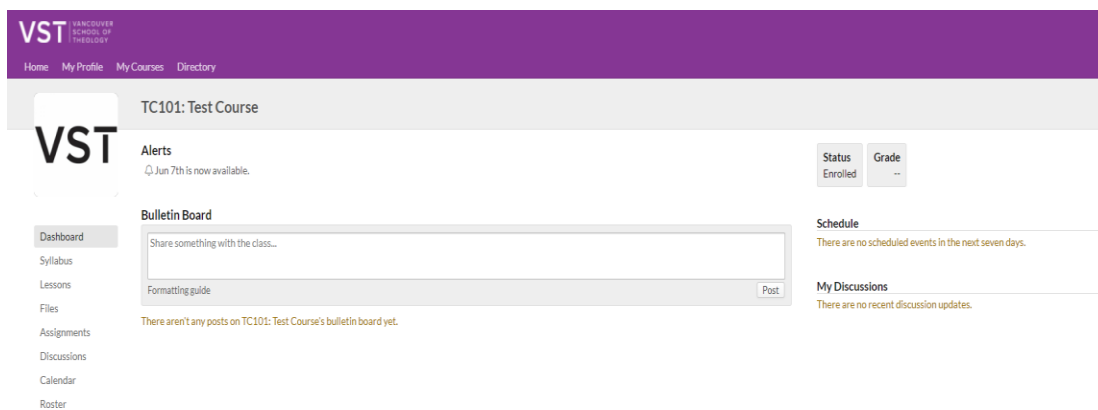 VST VANCOUVER
SCHOOL OF
THEOLOGY
Home My Profile My Courses Directory
VST
TC101: Test Course
Alerts
Jun 7th is now available.
Status
Enrolled
Grade
--
Bulletin Board
Share something with the class...
Formatting guide
Post
There aren't any posts on TC101: Test Course's bulletin board yet.
Schedule
There are no scheduled events in the next seven days.
My Discussions
There are no recent discussion updates.
Dashboard
Syllabus
Lessons
Files
Assignments
Discussions
Calendar
Roster